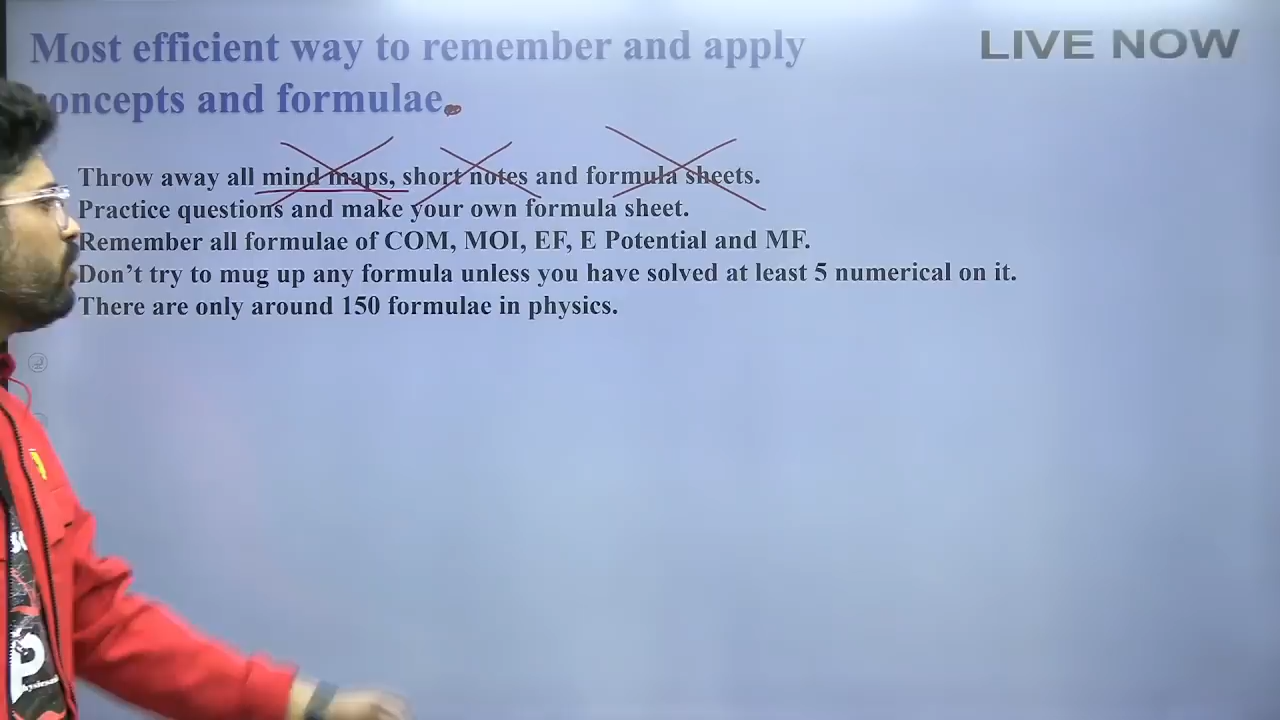 Most efficient way to remember and apply
concepts and formulae.
LIVE NOW
Throw away all mind maps, short notes and formula sheets.
Practice questions and make your own formula sheet.
Remember all formulae of COM, MOI, EF, E Potential and MF.
Don't try to mug up any formula unless you have solved at least 5 numerical on it.
There are only around 150 formulae in physics.